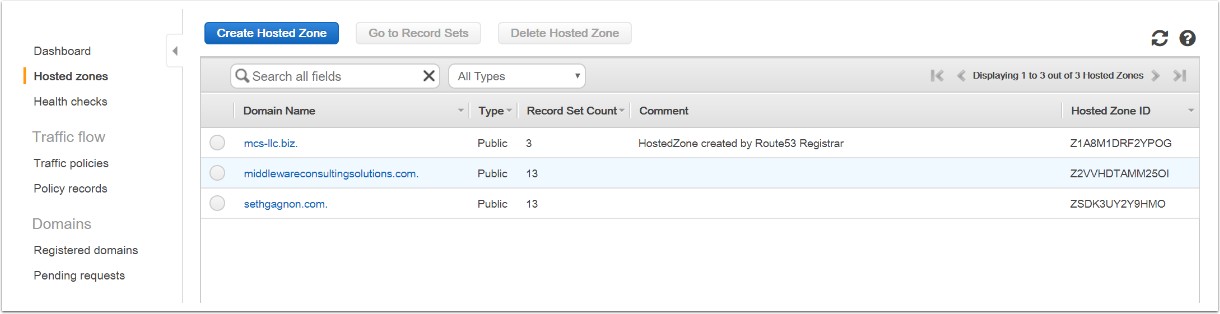 Create Hosted Zone Go to Record Sets Delete Hosted Zone
Dashboard
Hosted zones
Health checks
Traffic flow
Traffic policies
Policy records
Domains
Registered domains
Pending requests
Search all fields All Types Displaying 1 to 3 out of 3 Hosted Zones
Domain Name Type Record Set Count Comment Hosted Zone ID
mcs-llc.biz. Public 3 HostedZone created by Route53 Registrar Z1A8M1DRF2YPOG
middlewareconsultingsolutions.com. Public 13 Z2VVHDTAMM25OI
sethgagnon.com. Public 13 ZSDK3UY2Y9HMO